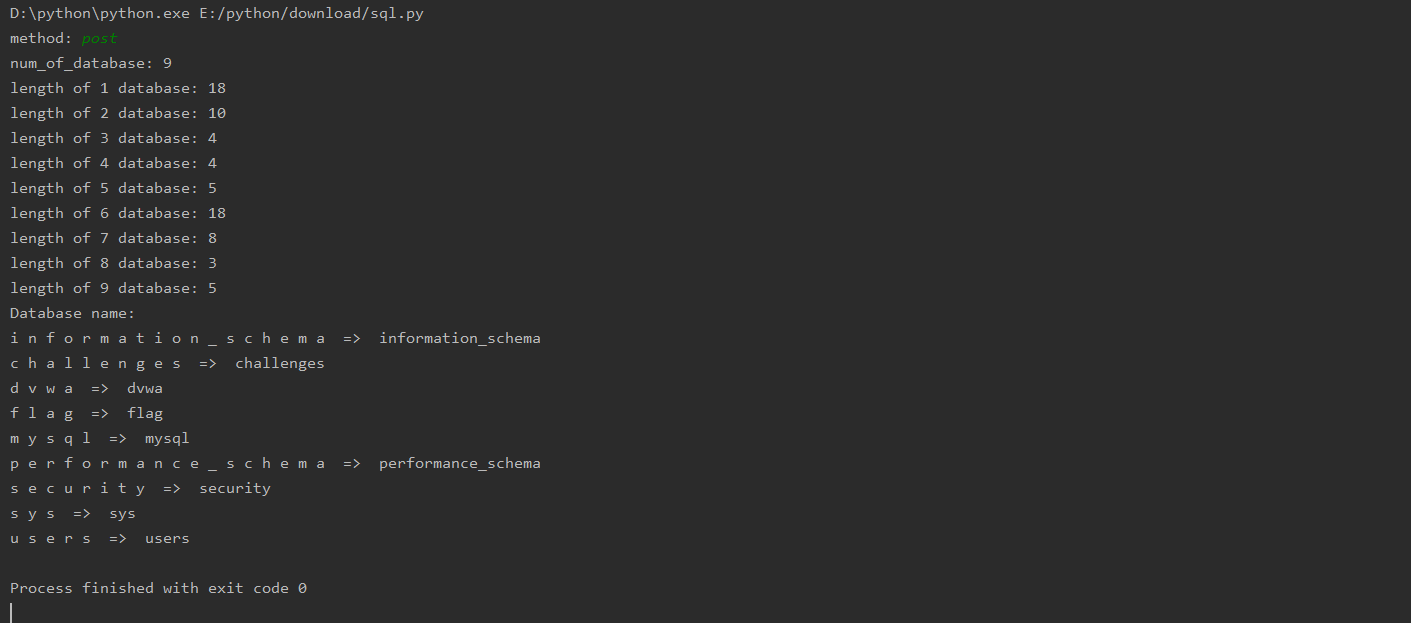 D:\python\python.exe E:/python/download/sql.py
method: post
num_of_database: 9
length of 1 database: 18
length of 2 database: 10
length of 3 database: 4
length of 4 database: 4
length of 5 database: 5
length of 6 database: 18
length of 7 database: 8
length of 8 database: 3
length of 9 database: 5
Database name:
i n f o r m a t i o n _ s c h e m a  =>  information_schema
c h a l l e n g e s  =>  challenges
d v w a  =>  dvwa
f l a g  =>  flag
m y s q l  =>  mysql
p e r f o r m a n c e _ s c h e m a  =>  performance_schema
s e c u r i t y  =>  security
s y s  =>  sys
u s e r s  =>  users
Process finished with exit code 0